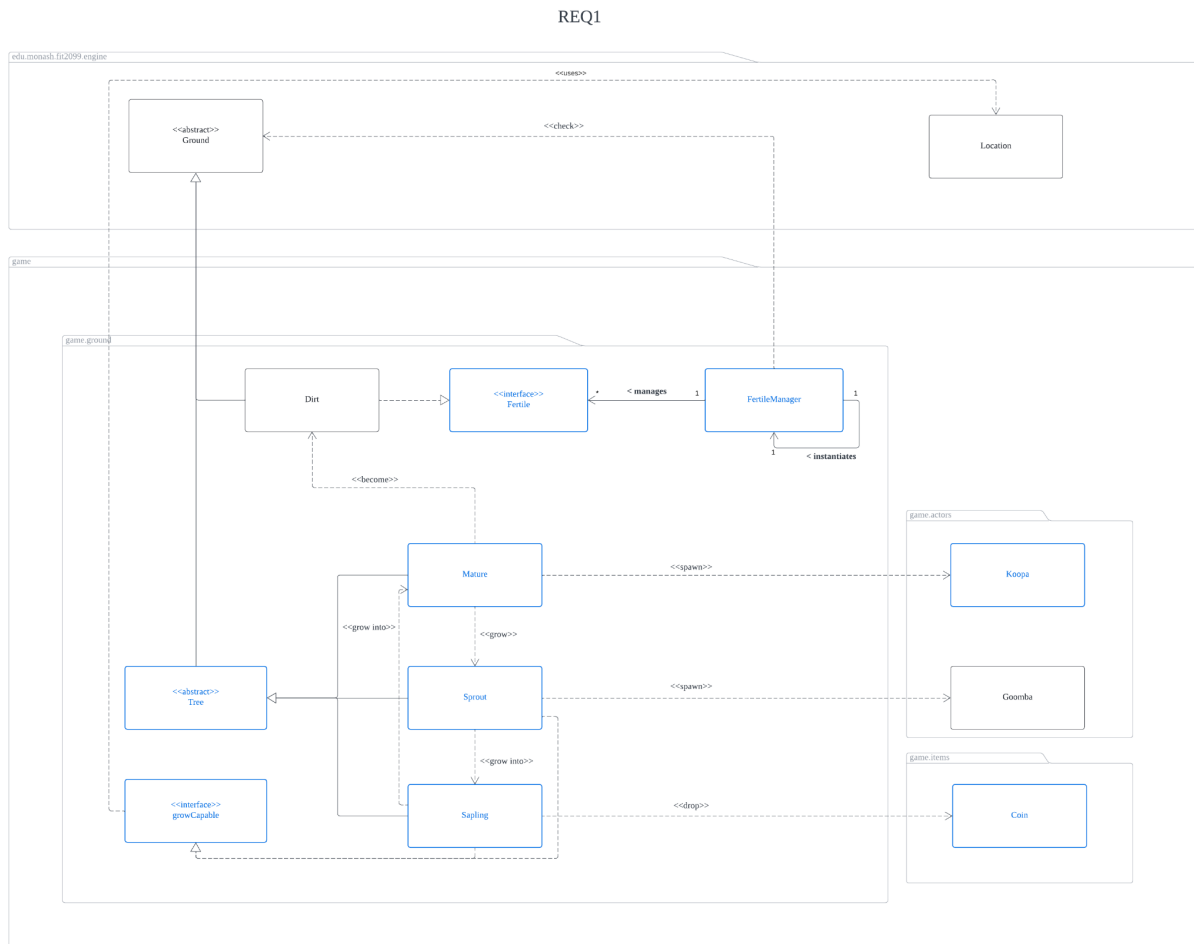 REQ1
edu.monash.fit2099.engine
<<uses>>
<<abstract>>
Ground
<<check>>
Location
game
game.ground
Dirt
<<interface>>
Fertile
*
< manages
1
FertileManager
1
1
< instantiates
<<become>>
game.actors
Mature
<<spawn>>
Koopa
<<grow into>>
<<grow>>
<<abstract>>
Tree
Sprout
<<spawn>>
Goomba
<<grow into>>
game.items
<<interface>>
growCapable
Sapling
<<drop>>
Coin